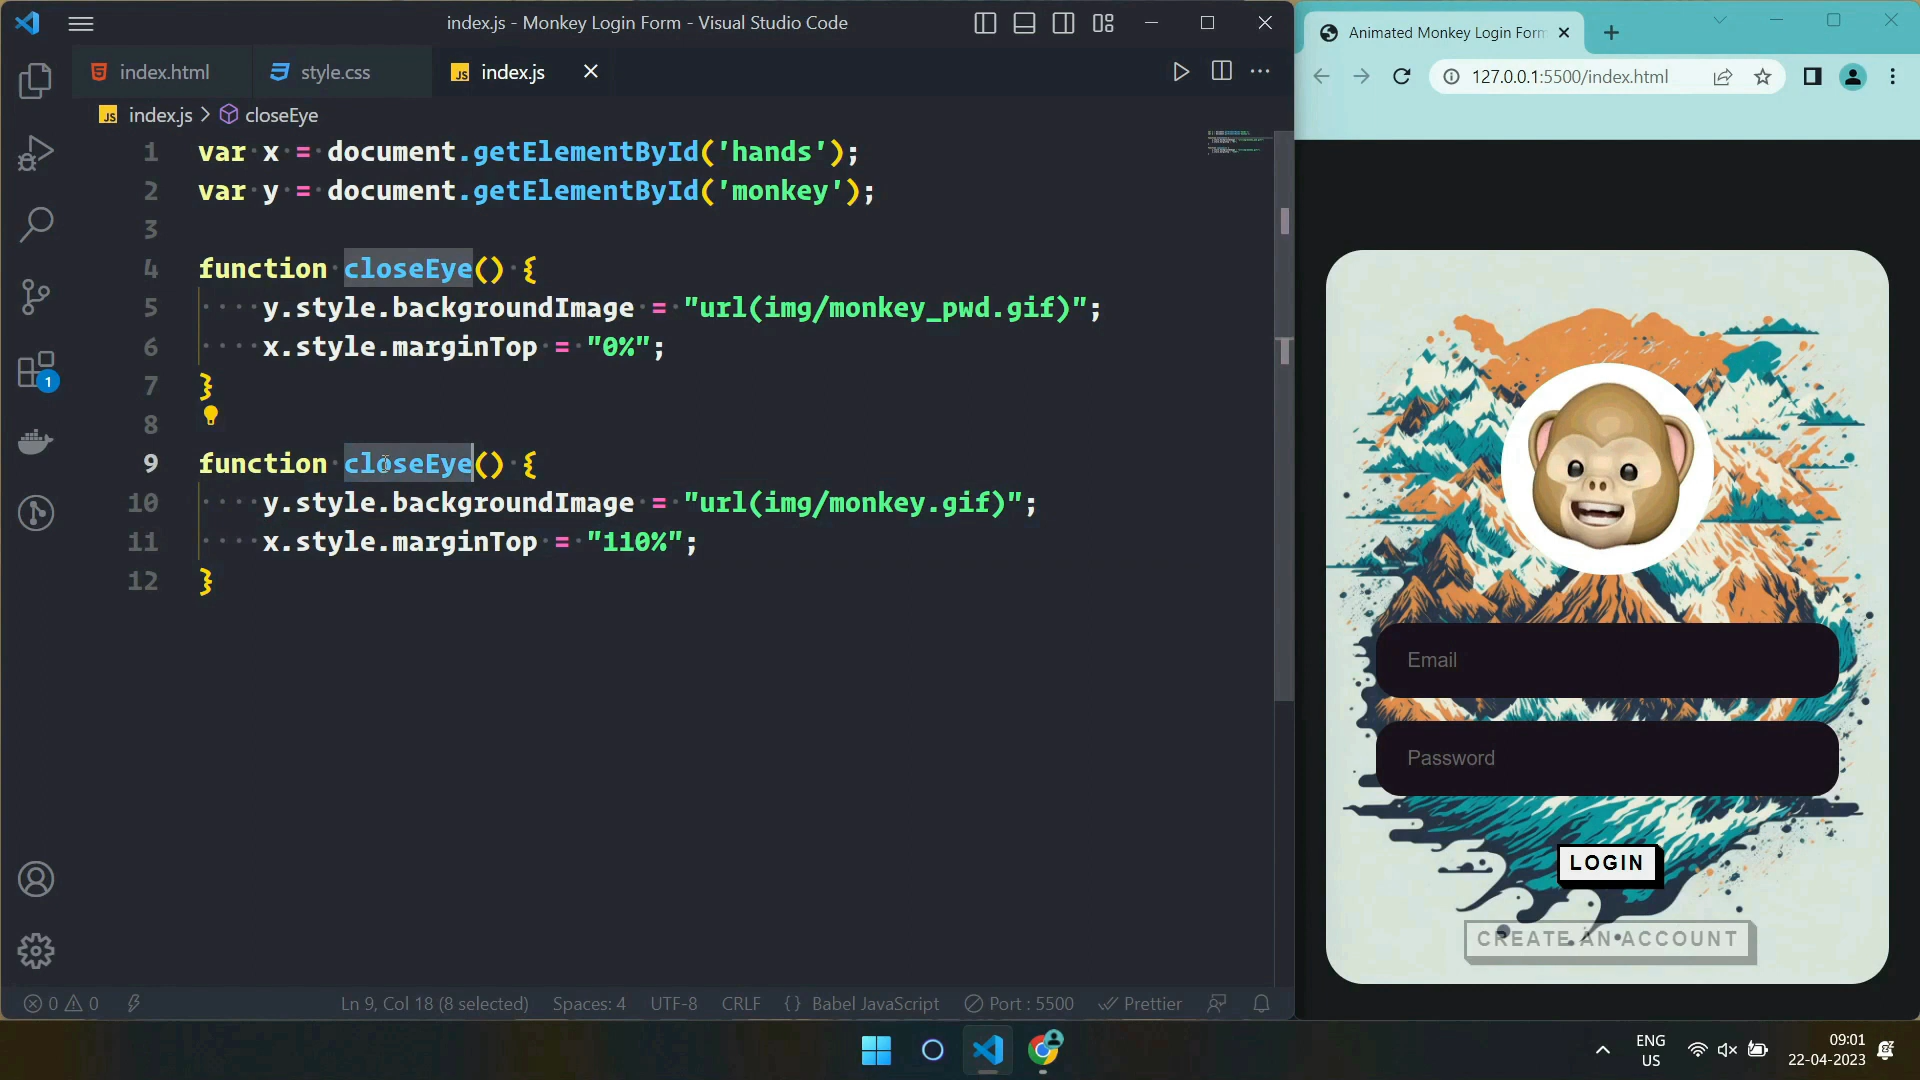 index.js - Monkey Login Form - Visual Studio Code
index.html
style.css
JS index.js
JS index.js > closeEye
1 var x = document.getElementById('hands');
2 var y = document.getElementById('monkey');
3
4 function closeEye() {
5 y.style.backgroundImage = "url(img/monkey_pwd.gif)";
6 x.style.marginTop = "0%";
7 }
8
9 function closeEye() {
10 y.style.backgroundImage = "url(img/monkey.gif)";
11 x.style.marginTop = "110%";
12 }
1
0 0
Ln 9, Col 18 (8 selected)
Spaces: 4
UTF-8
CRLF
{ } Babel JavaScript
Port : 5500
Prettier
Animated Monkey Login Form
127.0.0.1:5500/index.html
Email
Password
LOGIN
CREATE AN ACCOUNT
ENG
US
09:01
22-04-2023